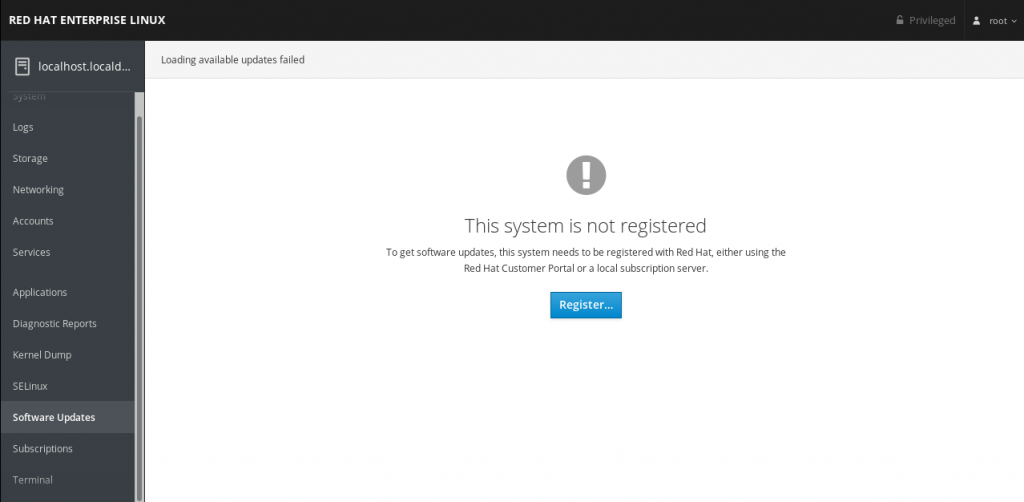 RED HAT ENTERPRISE LINUX
Privileged
root
localhost.locald...
Loading available updates failed
System
Logs
Storage
Networking
Accounts
Services
Applications
Diagnostic Reports
Kernel Dump
SELinux
Software Updates
Subscriptions
Terminal
This system is not registered
To get software updates, this system needs to be registered with Red Hat, either using the
Red Hat Customer Portal or a local subscription server.
Register...